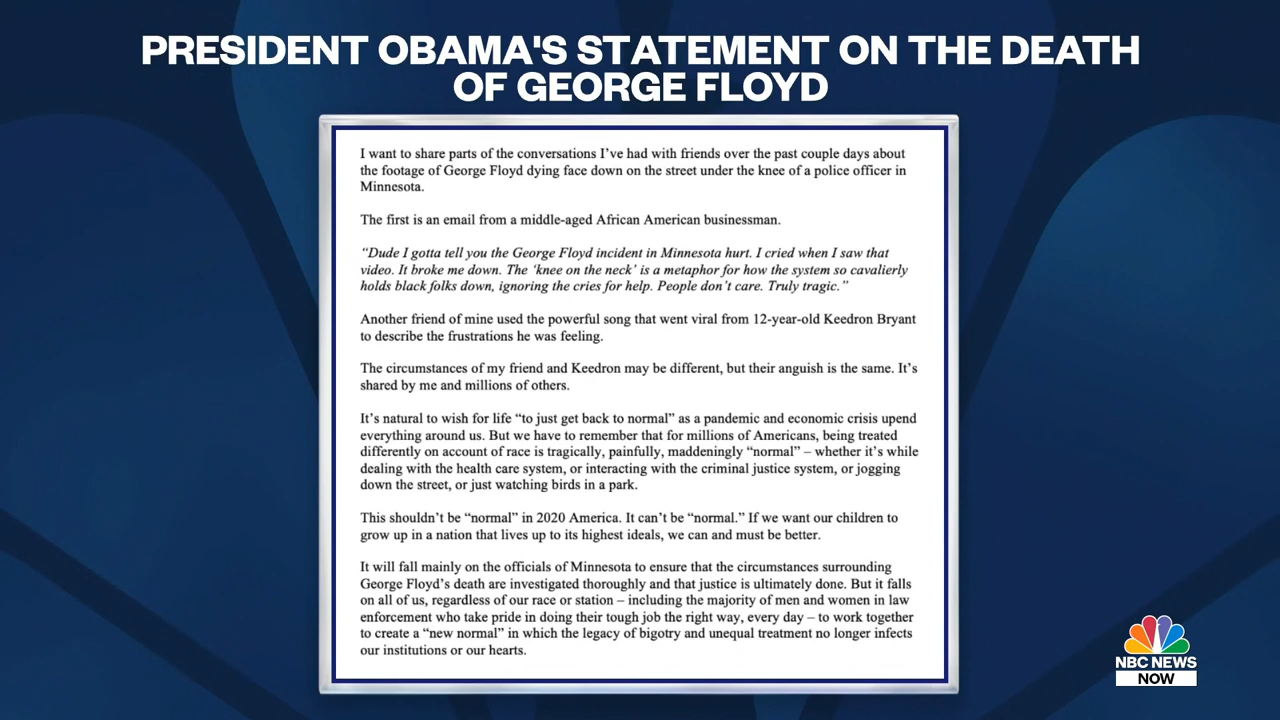 PRESIDENT OBAMA'S STATEMENT ON THE DEATH
OF GEORGE FLOYD
I want to share parts of the conversations I’ve had with friends over the past couple days about
the footage of George Floyd dying face down on the street under the knee of a police officer in
Minnesota.
The first is an email from a middle-aged African American businessman.
“Dude I gotta tell you the George Floyd incident in Minnesota hurt. I cried when I saw that
video. It broke me down. The ‘knee on the neck’ is a metaphor for how the system so cavalierly
holds black folks down, ignoring the cries for help. People don’t care. Truly tragic.”
Another friend of mine used the powerful song that went viral from 12-year-old Keedron Bryant
to describe the frustrations he was feeling.
The circumstances of my friend and Keedron may be different, but their anguish is the same. It’s
shared by me and millions of others.
It’s natural to wish for life “to just get back to normal” as a pandemic and economic crisis upend
everything around us. But we have to remember that for millions of Americans, being treated
differently on account of race is tragically, painfully, maddeningly “normal” – whether it’s while
dealing with the health care system, or interacting with the criminal justice system, or jogging
down the street, or just watching birds in a park.
This shouldn’t be “normal” in 2020 America. It can’t be “normal.” If we want our children to
grow up in a nation that lives up to its highest ideals, we can and must be better.
It will fall mainly on the officials of Minnesota to ensure that the circumstances surrounding
George Floyd’s death are investigated thoroughly and that justice is ultimately done. But it falls
on all of us, regardless of our race or station – including the majority of men and women in law
enforcement who take pride in doing their tough job the right way, every day – to work together
to create a “new normal” in which the legacy of bigotry and unequal treatment no longer infects
our institutions or our hearts.
NBC NEWS
NOW